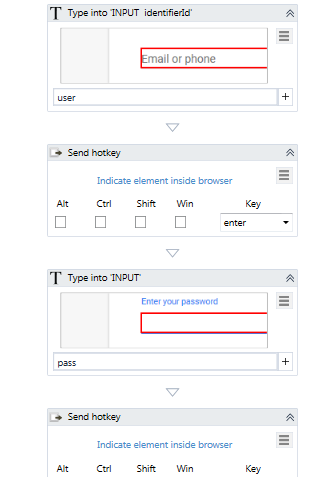 T Type into 'INPUT identifierId'
Email or phone
user
+
Send hotkey
Indicate element inside browser
Alt Ctrl Shift Win Key
enter
T Type into 'INPUT'
Enter your password
pass
+
Send hotkey
Indicate element inside browser
Alt Ctrl Shift Win Key